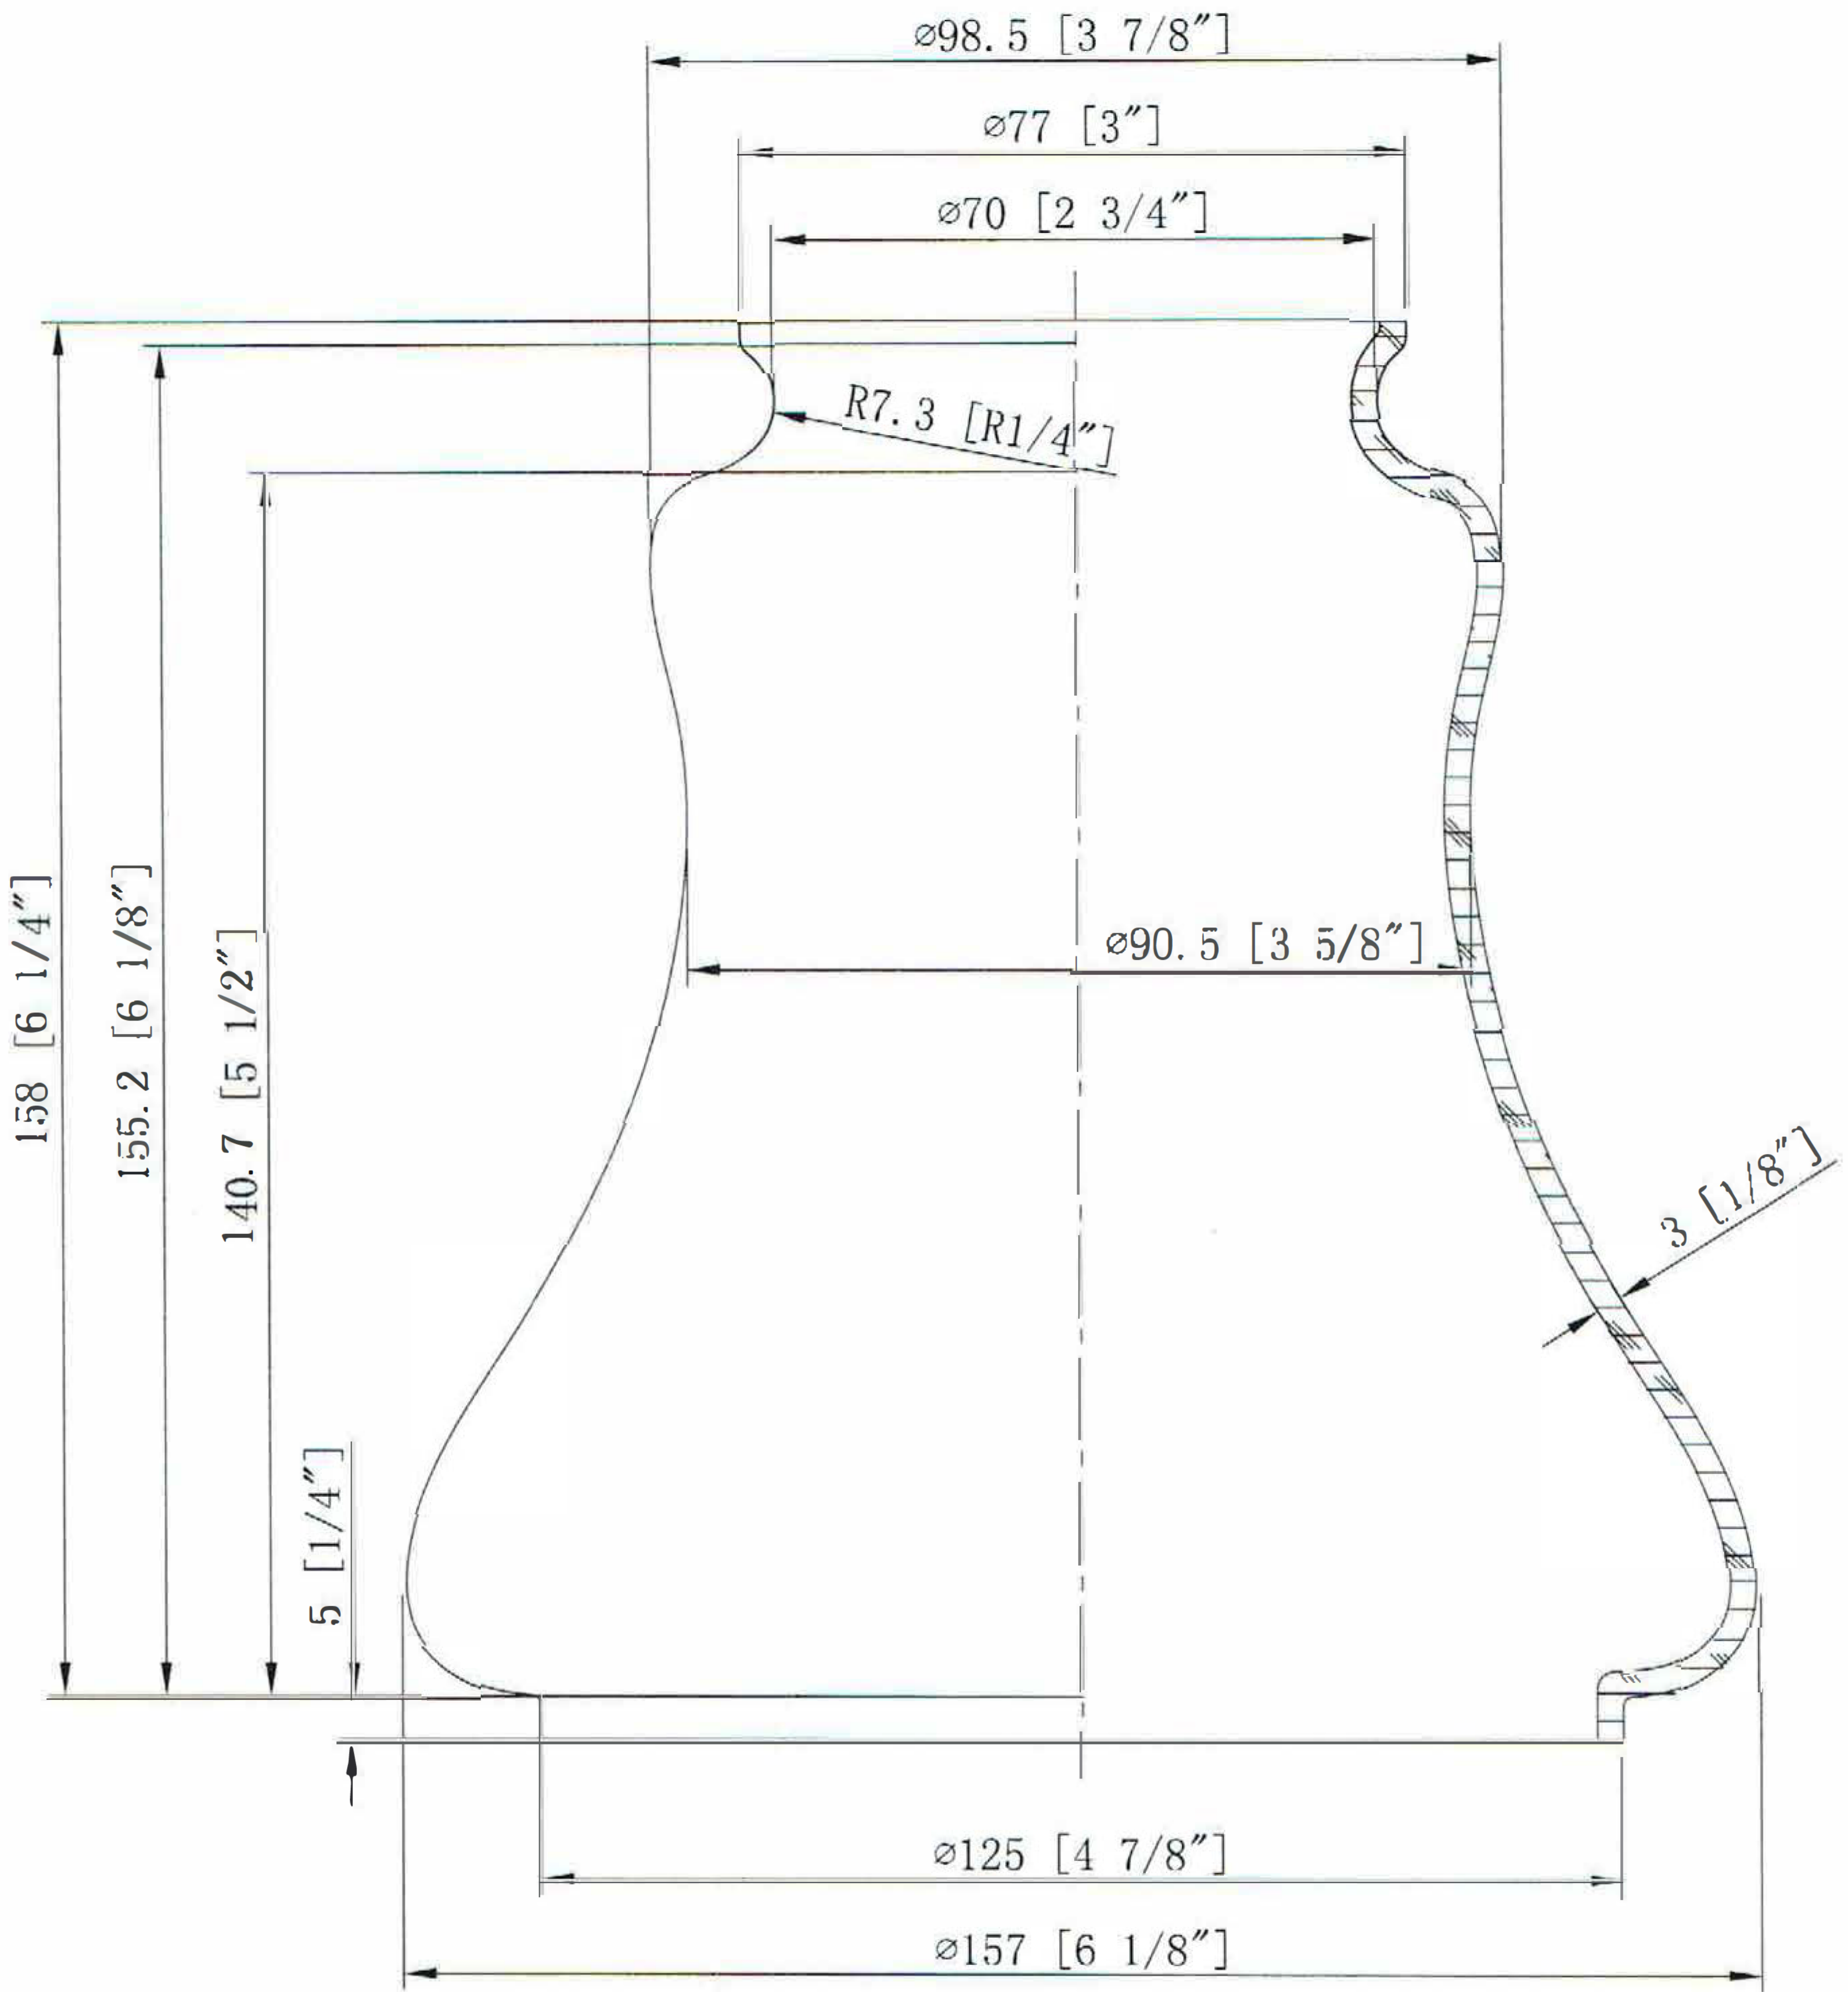 ⌀98.5 [3 7/8"]
⌀77 [3"]
⌀70 [2 3/4"]
R7.3 [R1/4"]
158 [6 1/4"]
155.2 [6 1/8"]
140.7 [5 1/2"]
⌀90.5 [3 5/8"]
3 [1/8"]
5 [1/4"]
⌀125 [4 7/8"]
⌀157 [6 1/8"]